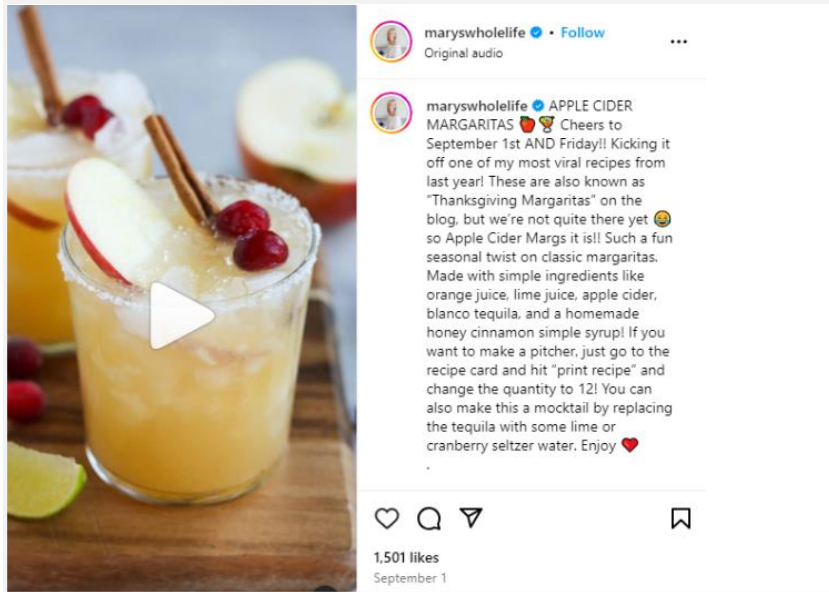 maryswholelife • Follow
Original audio
maryswholelife APPLE CIDER
MARGARITAS 🍎🍹 Cheers to
September 1st AND Friday!! Kicking it
off one of my most viral recipes from
last year! These are also known as
“Thanksgiving Margaritas” on the
blog, but we’re not quite there yet 😂
so Apple Cider Margs it is!! Such a fun
seasonal twist on classic margaritas.
Made with simple ingredients like
orange juice, lime juice, apple cider,
blanco tequila, and a homemade
honey cinnamon simple syrup! If you
want to make a pitcher, just go to the
recipe card and hit “print recipe” and
change the quantity to 12! You can
also make this a mocktail by replacing
the tequila with some lime or
cranberry seltzer water. Enjoy ❤️
.
1,501 likes
September 1